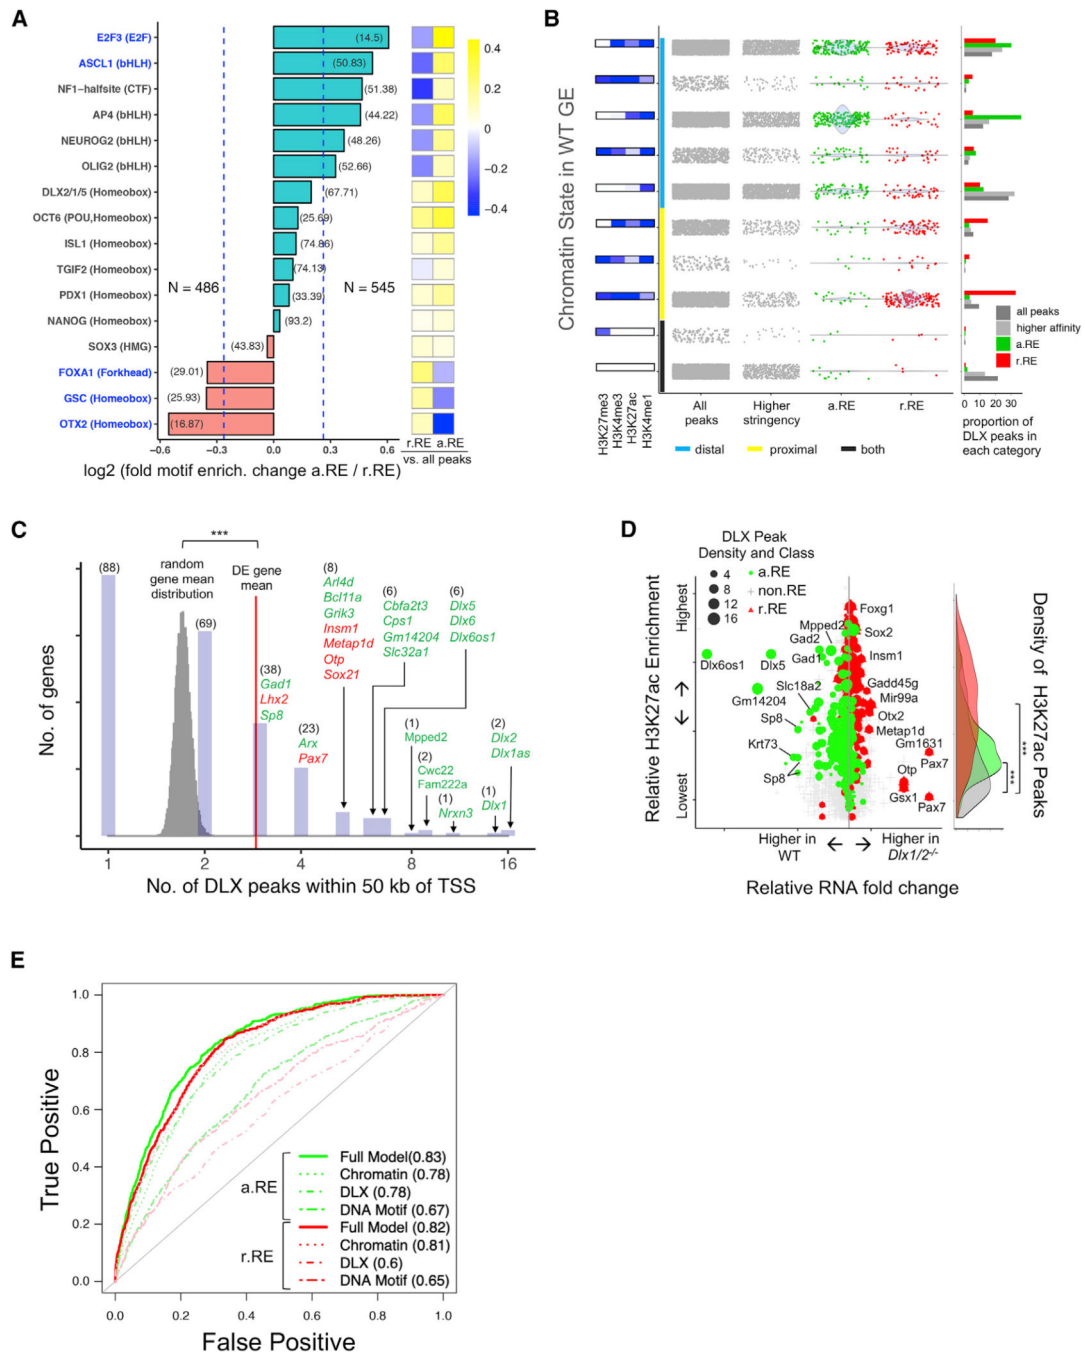 A
E2F3 (E2F)
(14.5)
ASCL1 (bHLH)
(50.83)
NF1-halfsite (CTF)
(51.38)
AP4 (bHLH)
(44.22)
NEUROG2 (bHLH)
(48.26)
OLIG2 (bHLH)
(52.66)
DLX2/1/5 (Homeobox)
(67.71)
OCT6 (POU,Homeobox)
(25.69)
ISL1 (Homeobox)
(74.86)
TGIF2 (Homeobox)
(74.13)
PDX1 (Homeobox)
(33.39)
NANOG (Homeobox)
(93.2)
SOX3 (HMG)
(43.83)
FOXA1 (Forkhead)
(29.01)
GSC (Homeobox)
(25.93)
OTX2 (Homeobox)
(16.87)
N = 486
N = 545
−0.6 −0.3 0.0 0.3 0.6
log2 (fold motif enrich. change a.RE / r.RE)
0.4
0.2
0
−0.2
−0.4
r.RE a.RE
vs. all peaks
B
Chromatin State in WT GE
H3K27me3
H3K4me3
H3K27ac
H3K4me1
All peaks
Higher stringency
a.RE
r.RE
distal
proximal
both
all peaks
higher affinity
a.RE
r.RE
0 10 20 30
proportion of
DLX peaks in
each category
C
No. of genes
***
random
gene mean
distribution
DE gene
mean
(88)
(69)
(38)
Gad1
Lhx2
Sp8
(23)
Arx
Pax7
(8)
Arl4d
Bcl11a
Grik3
Insm1
Metap1d
Otp
Sox21
(6)
Cbfa2t3
Cps1
Gm14204
Slc32a1
(6)
Dlx5
Dlx6
Dlx6os1
(1)
Mpped2
(2)
Cwc22
Fam222a
(1)
Nrxn3
(1)
Dlx1
(2)
Dlx2
Dlx1as
1 2 4 8 16
No. of DLX peaks within 50 kb of TSS
D
DLX Peak
Density and Class
4
8
12
16
a.RE
non.RE
r.RE
Relative H3K27ac Enrichment
Highest
Lowest
Foxg1
Mpped2
Sox2
Gad2
Gad1
Insm1
Dlx6os1
Dlx5
Gadd45g
Slc18a2
Mir99a
Gm14204
Otx2
Sp8
Metap1d
Gm1631
Krt73
Pax7
Otp
Sp8
Gsx1
Pax7
Higher in
WT
Higher in
Dlx1/2-/-
Relative RNA fold change
Density of H3K27ac Peaks
***
***
E
True Positive
1.0
0.8
0.6
0.4
0.2
0.0
a.RE
Full Model(0.83)
Chromatin (0.78)
DLX (0.78)
DNA Motif (0.67)
r.RE
Full Model (0.82)
Chromatin (0.81)
DLX (0.6)
DNA Motif (0.65)
0.0 0.2 0.4 0.6 0.8 1.0
False Positive